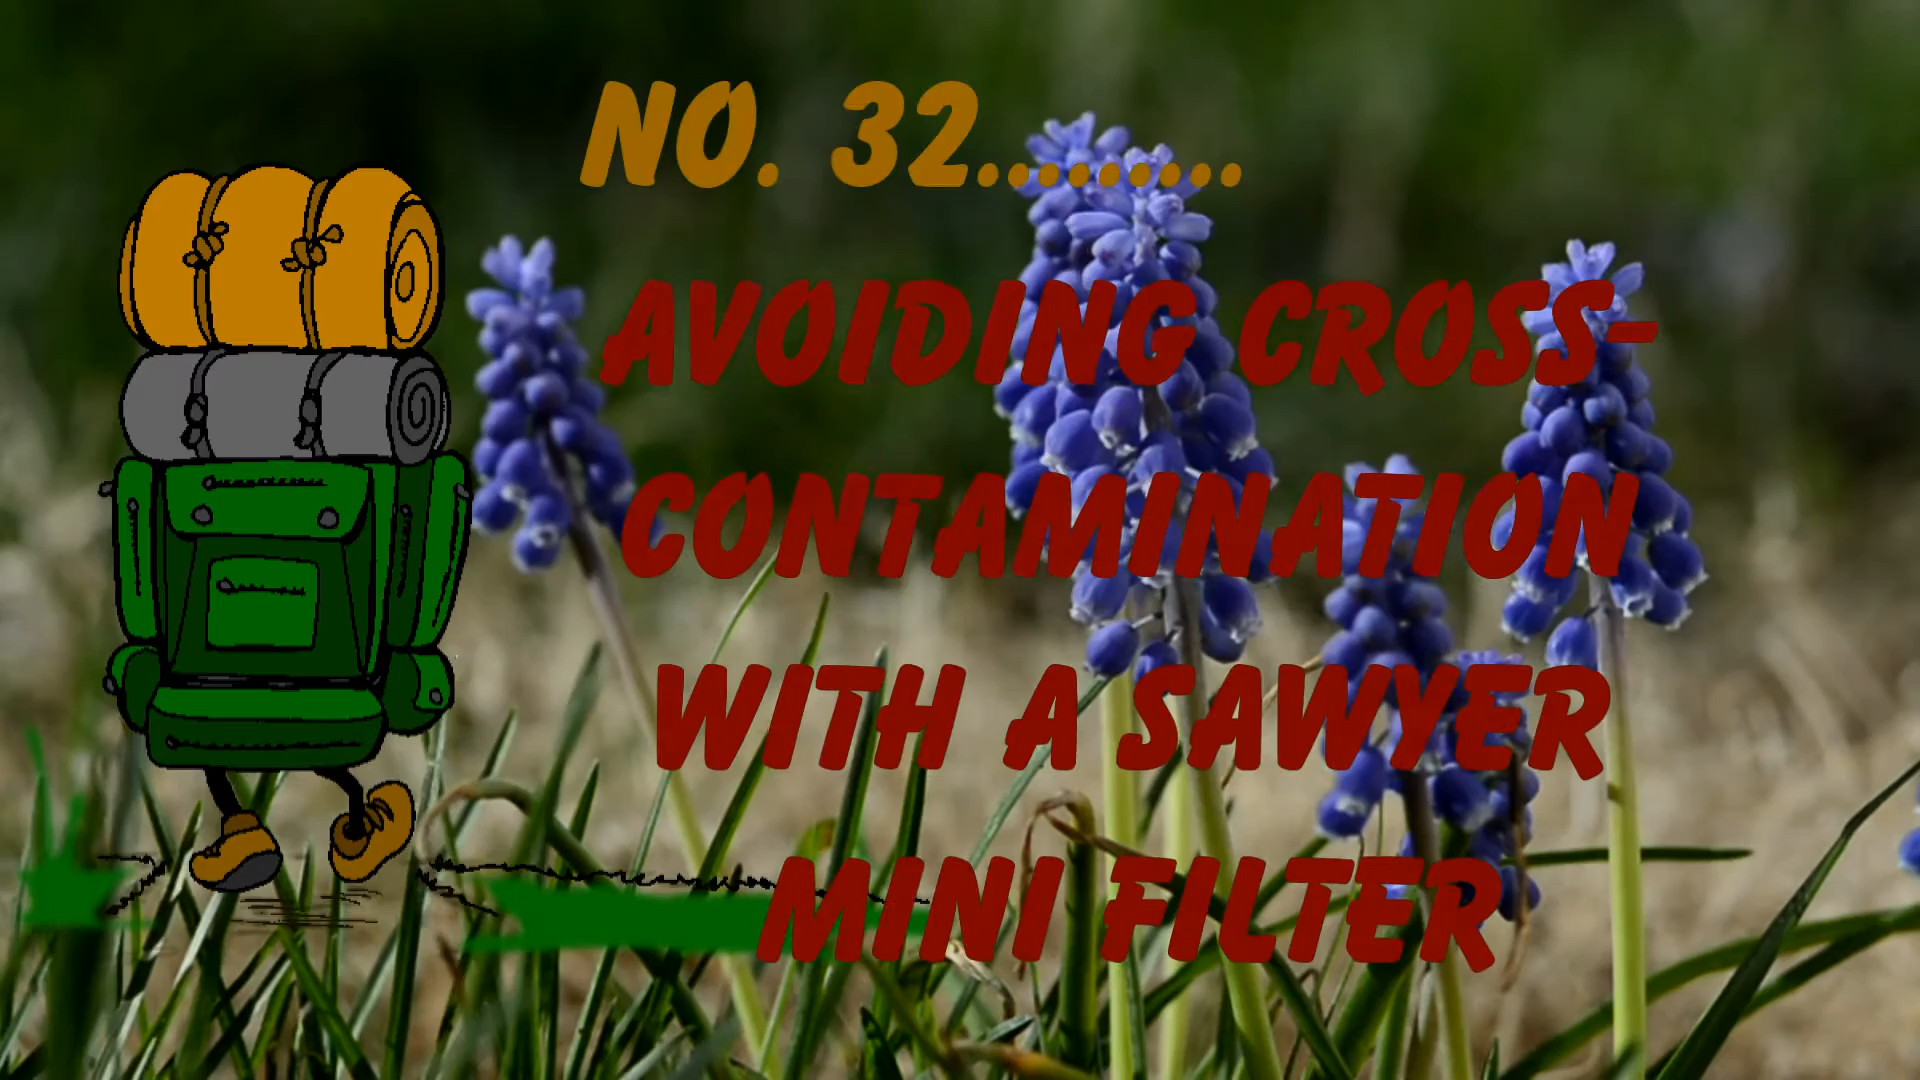 NO. 32.........
AVOIDING CROSS-
CONTAMINATION
WITH A SAWYER
MINI FILTER